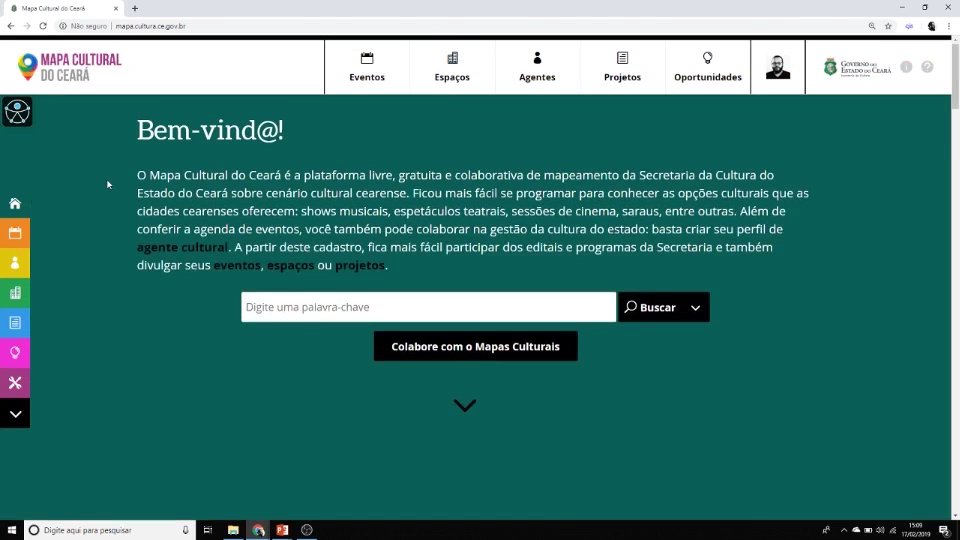 Mapa Cultural do Ceará
Não seguro
mapa.cultura.ce.gov.br
MAPA CULTURAL
DO CEARÁ
Eventos
Espaços
Agentes
Projetos
Oportunidades
GOVERNO DO
ESTADO DO CEARÁ
Secretaria da Cultura
Bem-vind@!
O Mapa Cultural do Ceará é a plataforma livre, gratuita e colaborativa de mapeamento da Secretaria da Cultura do
Estado do Ceará sobre cenário cultural cearense. Ficou mais fácil se programar para conhecer as opções culturais que as
cidades cearenses oferecem: shows musicais, espetáculos teatrais, sessões de cinema, saraus, entre outras. Além de
conferir a agenda de eventos, você também pode colaborar na gestão da cultura do estado: basta criar seu perfil de
agente cultural. A partir deste cadastro, fica mais fácil participar dos editais e programas da Secretaria e também
divulgar seus eventos, espaços ou projetos.
Digite uma palavra-chave
Buscar
Colabore com o Mapas Culturais
Digite aqui para pesquisar
15:09
17/02/2019